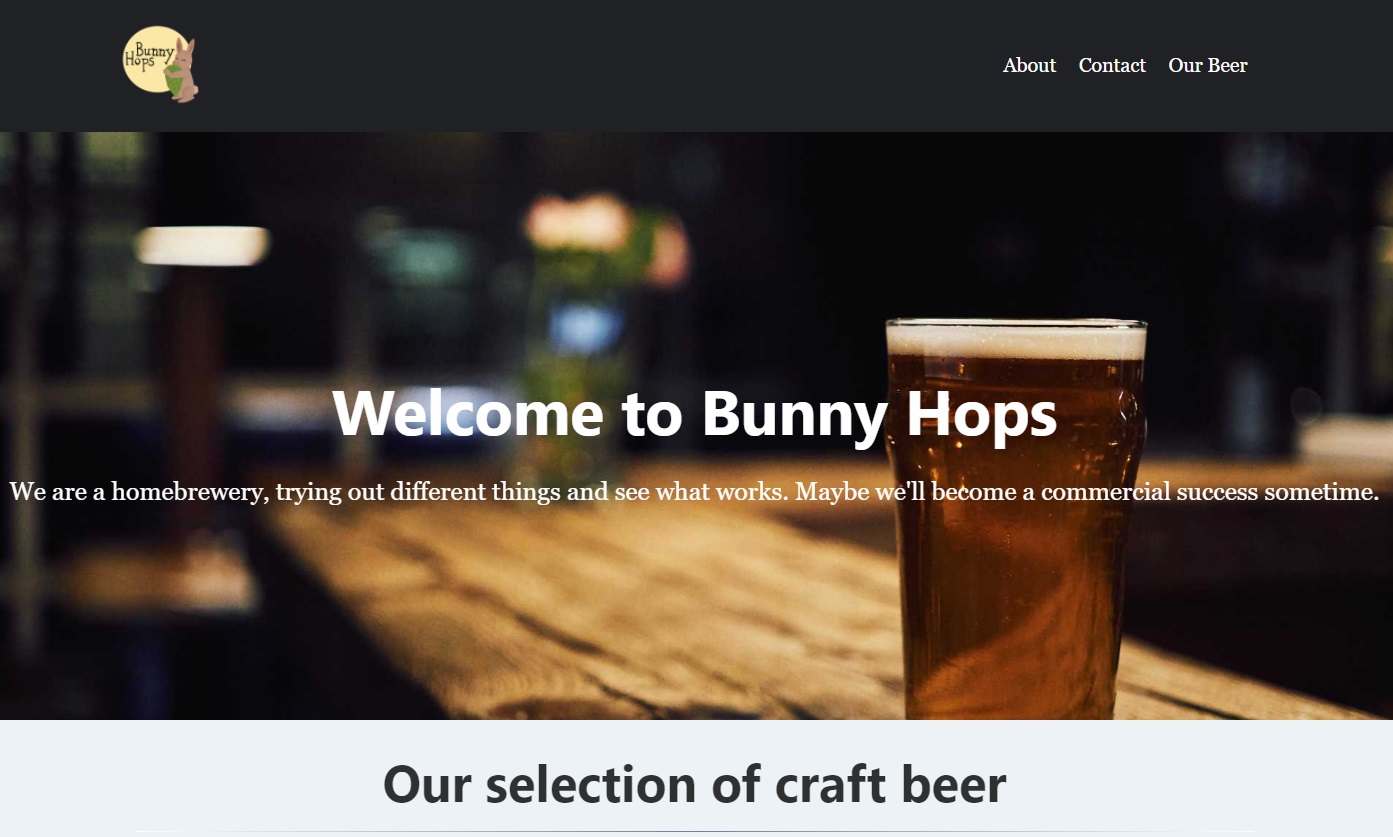 Bunny
Hops
About Contact Our Beer
Welcome to Bunny Hops
We are a homebrewery, trying out different things and see what works. Maybe we'll become a commercial success sometime.
Our selection of craft beer